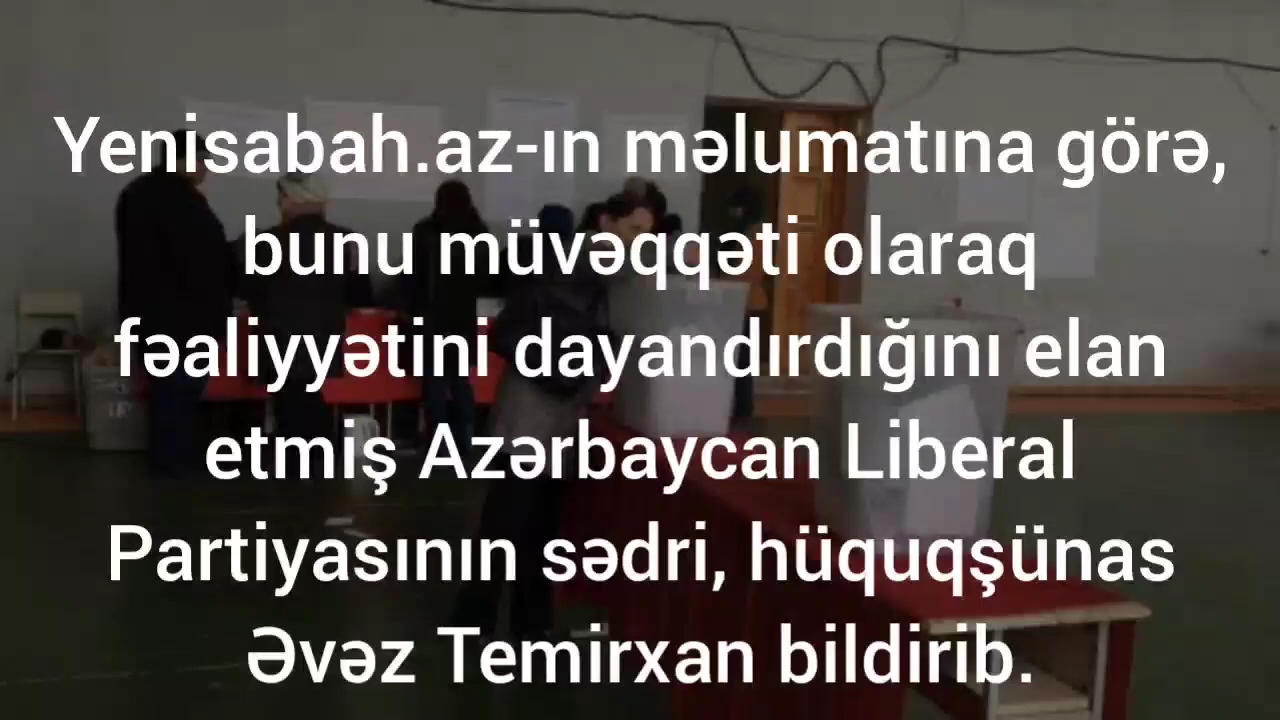 Yenisabah.az-ın məlumatına görə,
bunu müvəqqəti olaraq
fəaliyyətini dayandırdığını elan
etmiş Azərbaycan Liberal
Partiyasının sədri, hüquqşünas
Əvəz Temirxan bildirib.